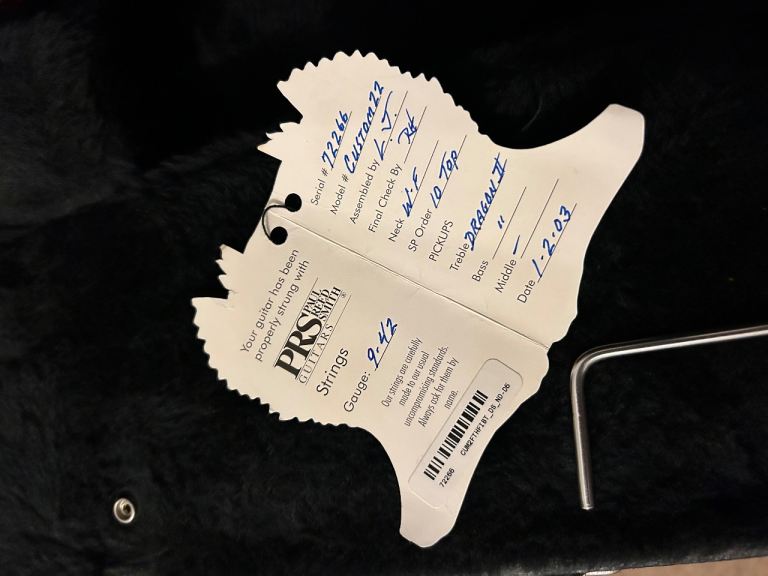 Serial # 72266
Model # CUSTOM 22
Assembled by L.J.
Final Check By RK
Neck W-F
SP Order 10 TOP
PICKUPS
Treble DRAGON II
Bass "
Middle —
Date 1-2-03
Your guitar has been
properly strung with
PRS PAUL REED SMITH ®
GUITARS
Strings
Gauge: 9-42
Our strings are carefully
made to our usual
uncompromising standards.
Always ask for them by
name.
72266 CUM2FTHFIBT_DS_ND-06